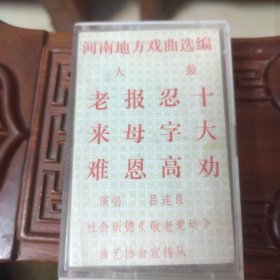 河南地方戏曲选编
大鼓
老来难
报母恩
忍字高
十大劝
演� 吕连良
社会新德《敬老爱幼》
曲艺协会宣传队